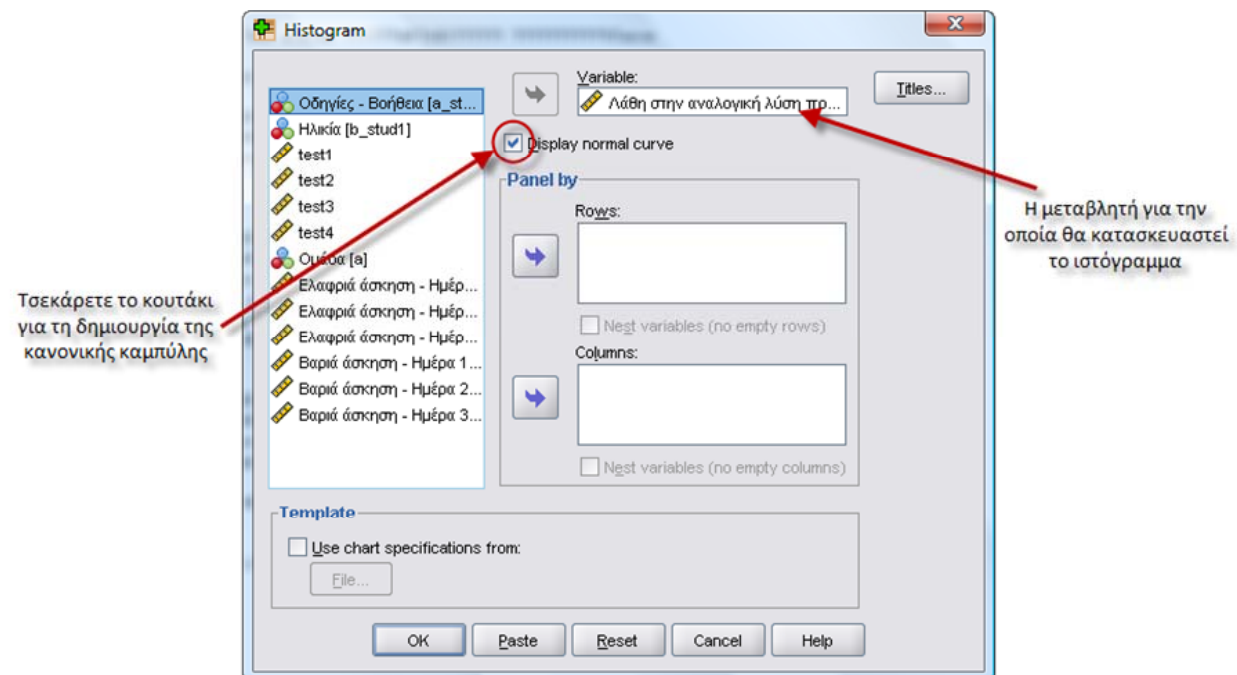 Histogram
Variable:
Λάθη στην αναλογική λύση πρ...
Titles...
Οδηγίες - Βοήθεια [a_st...
Ηλικία [b_stud1]
test1
test2
test3
test4
Ομάδα [a]
Ελαφριά άσκηση - Ημέρ...
Ελαφριά άσκηση - Ημέρ...
Ελαφριά άσκηση - Ημέρ...
Βαριά άσκηση - Ημέρα 1...
Βαριά άσκηση - Ημέρα 2...
Βαριά άσκηση - Ημέρα 3...
Display normal curve
Panel by
Rows:
Nest variables (no empty rows)
Columns:
Nest variables (no empty columns)
Template
Use chart specifications from:
File...
OK
Paste
Reset
Cancel
Help
Τσεκάρετε το κουτάκι
για τη δημιουργία της
κανονικής καμπύλης
Η μεταβλητή για την
οποία θα κατασκευαστεί
το ιστόγραμμα